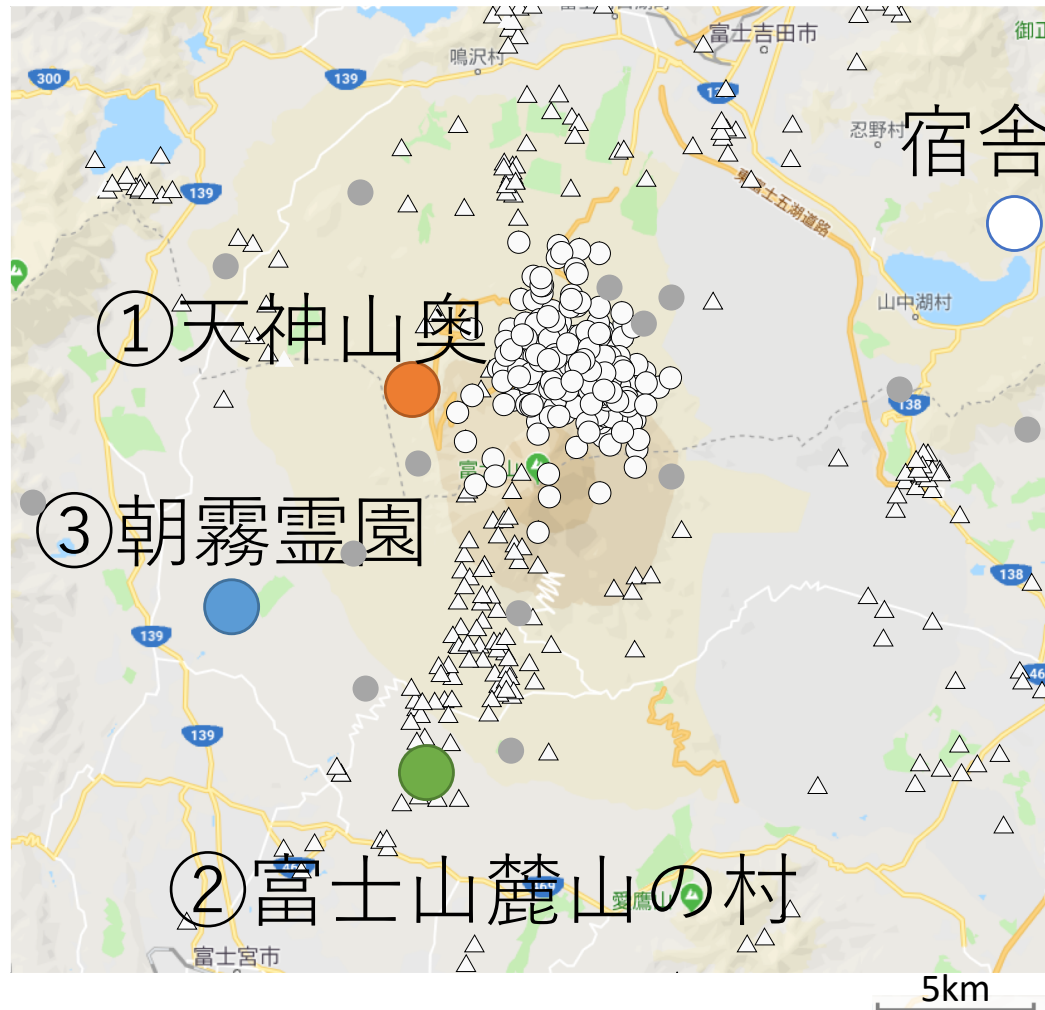 富士吉田市
鳴沢村
御正
300
139
忍野村
宿舎
139
東富士五湖道路
山中湖村
①天神山奥
138
富士山
③朝霧霊園
138
139
469
139
②富士山麓山の村
469
愛鷹山
富士宮市
5km